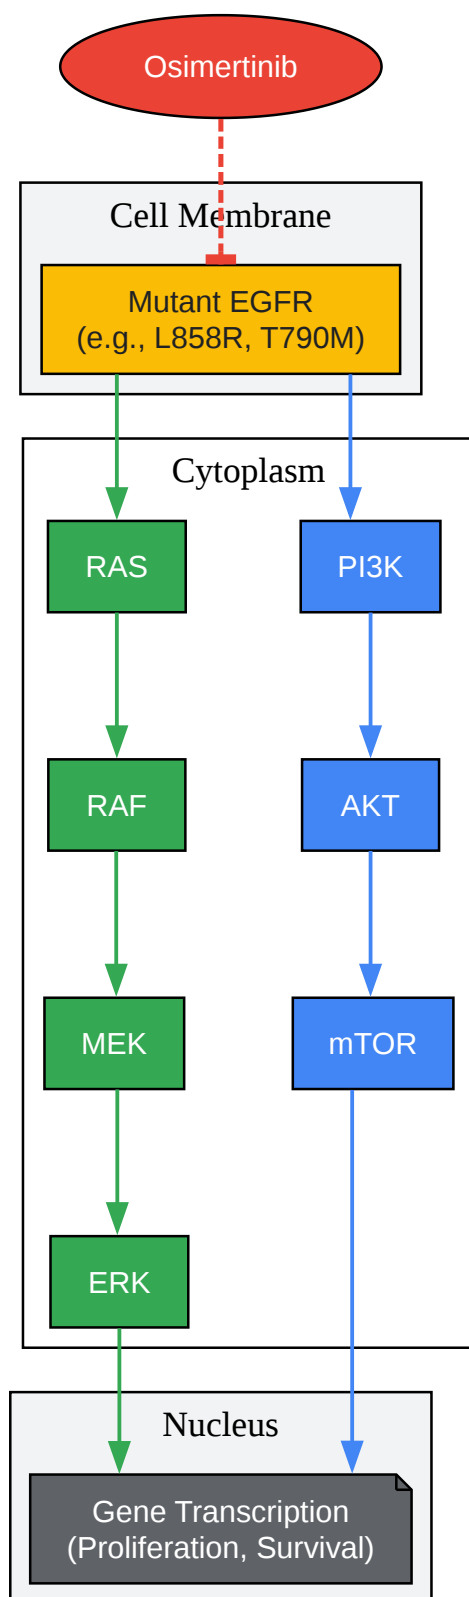 Osimertinib
Cell Membrane
Mutant EGFR
(e.g., L858R, T790M)
Cytoplasm
RAS
PI3K
RAF
AKT
MEK
mTOR
ERK
Nucleus
Gene Transcription
(Proliferation, Survival)